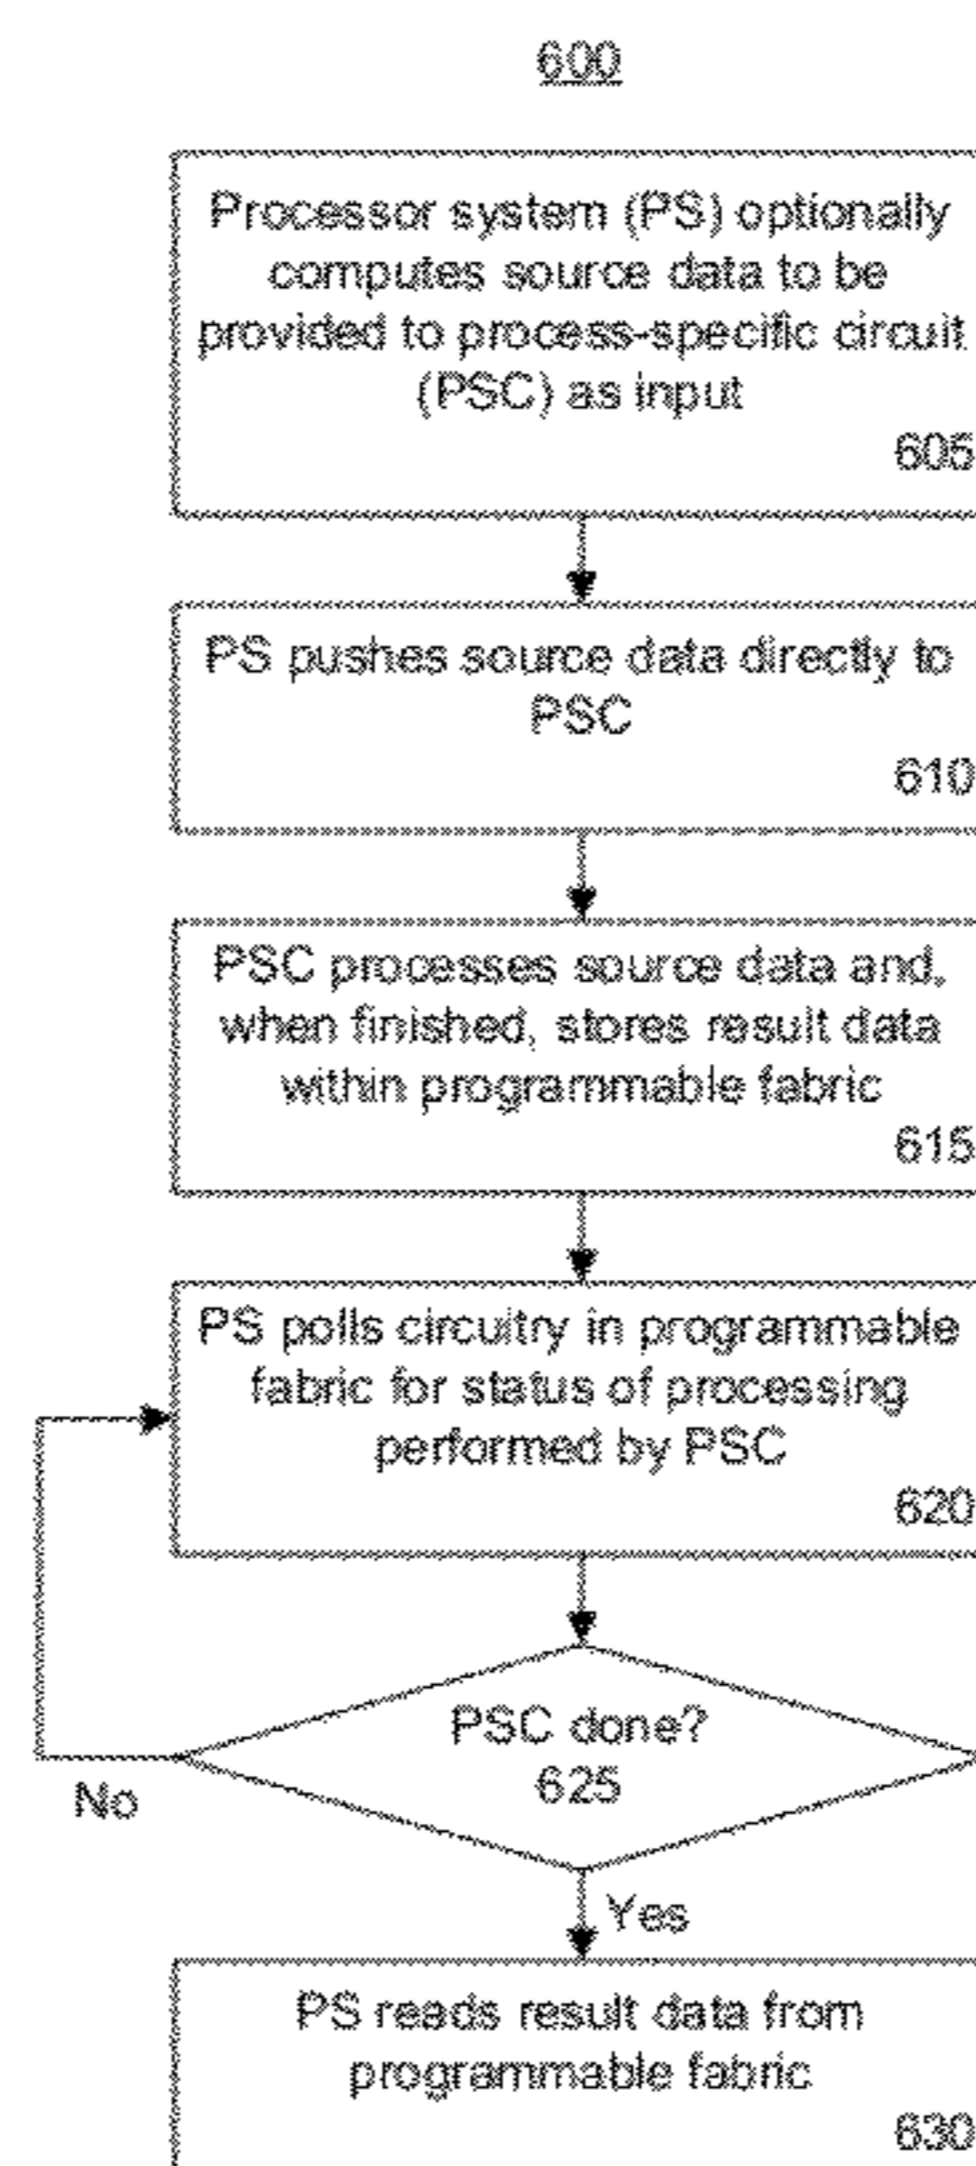 600
Processor system (PS) optionally
computes source data to be
provided to process-specific circuit
(PSC) as input
605
PS pushes source data directly to
PSC
610
PSC processes source data and,
when finished, stores result data
within programmable fabric
615
PS polls circuitry in programmable
fabric for status of processing
performed by PSC
620
PSC done?
625
No
Yes
PS reads result data from
programmable fabric
630